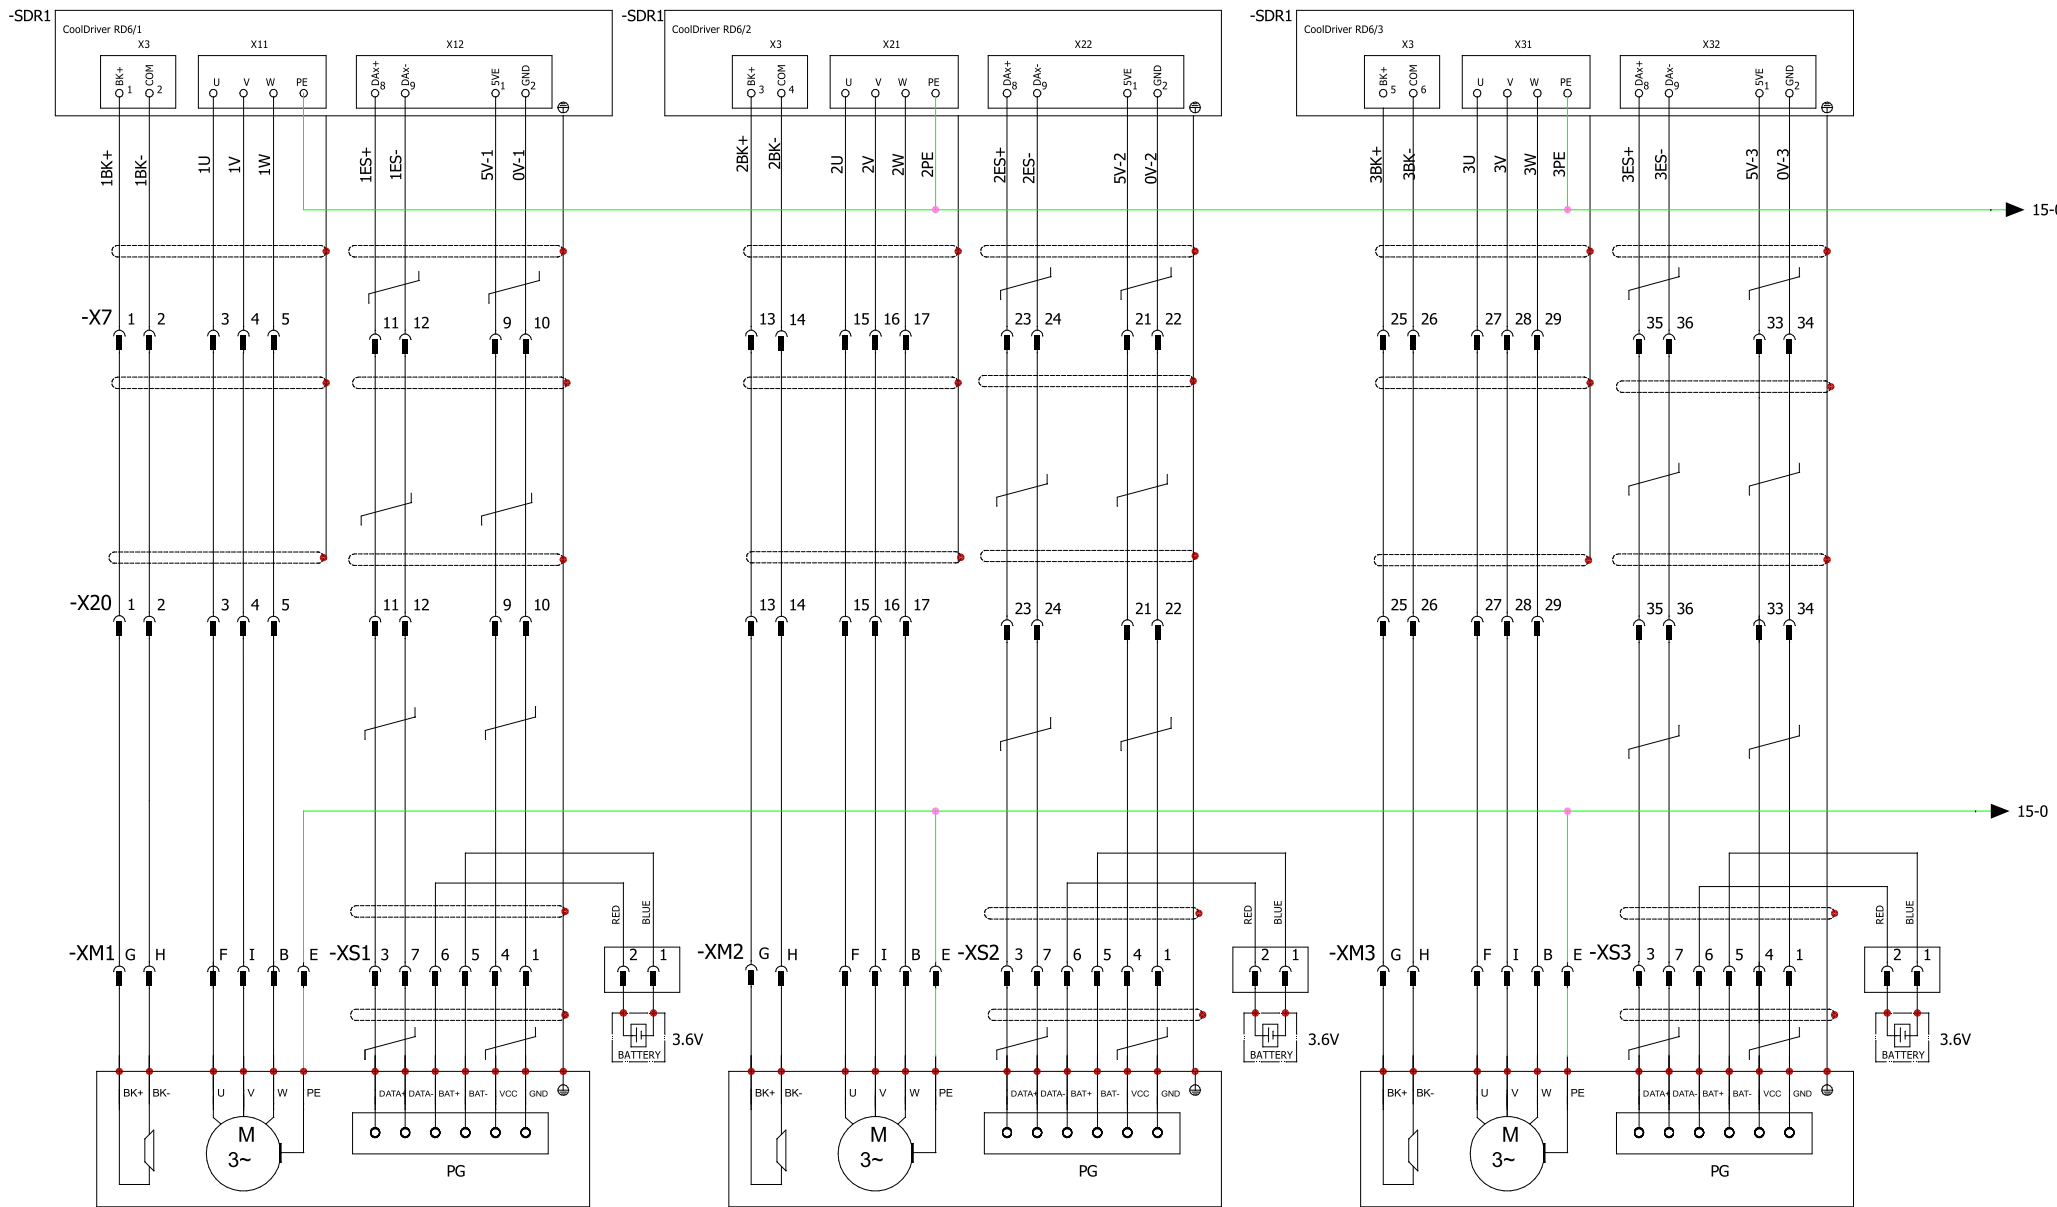 -SDR1 -SDR1 -SDR1
CoolDriver RD6/1 CoolDriver RD6/2 CoolDriver RD6/3
X3 X11 X12 X3 X21 X22 X3 X31 X32
BK+ COM U V W PE DAx+ DAx- 5VE GND BK+ COM U V W PE DAx+ DAx- 5VE GND BK+ COM U V W PE DAx+ DAx- 5VE GND
1 2 8 9 1 2 3 4 8 9 1 2 5 6 8 9 1 2
1BK+ 1BK- 1U 1V 1W 1ES+ 1ES- 5V-1 0V-1 2BK+ 2BK- 2U 2V 2W 2PE 2ES+ 2ES- 5V-2 0V-2 3BK+ 3BK- 3U 3V 3W 3PE 3ES+ 3ES- 5V-3 0V-3
15-0
-X7 1 2 3 4 5 11 12 9 10 13 14 15 16 17 23 24 21 22 25 26 27 28 29 35 36 33 34
-X20 1 2 3 4 5 11 12 9 10 13 14 15 16 17 23 24 21 22 25 26 27 28 29 35 36 33 34
15-0
RED BLUE RED BLUE RED BLUE
-XM1 G H F I B E -XS1 3 7 6 5 4 1 2 1 -XM2 G H F I B E -XS2 3 7 6 5 4 1 2 1 -XM3 G H F I B E -XS3 3 7 6 5 4 1 2 1
3.6V 3.6V 3.6V
BATTERY BATTERY BATTERY
BK+ BK- U V W PE DATA+ DATA- BAT+ BAT- VCC GND BK+ BK- U V W PE DATA+ DATA- BAT+ BAT- VCC GND BK+ BK- U V W PE DATA+ DATA- BAT+ BAT- VCC GND
M M M
3~ 3~ 3~
PG PG PG